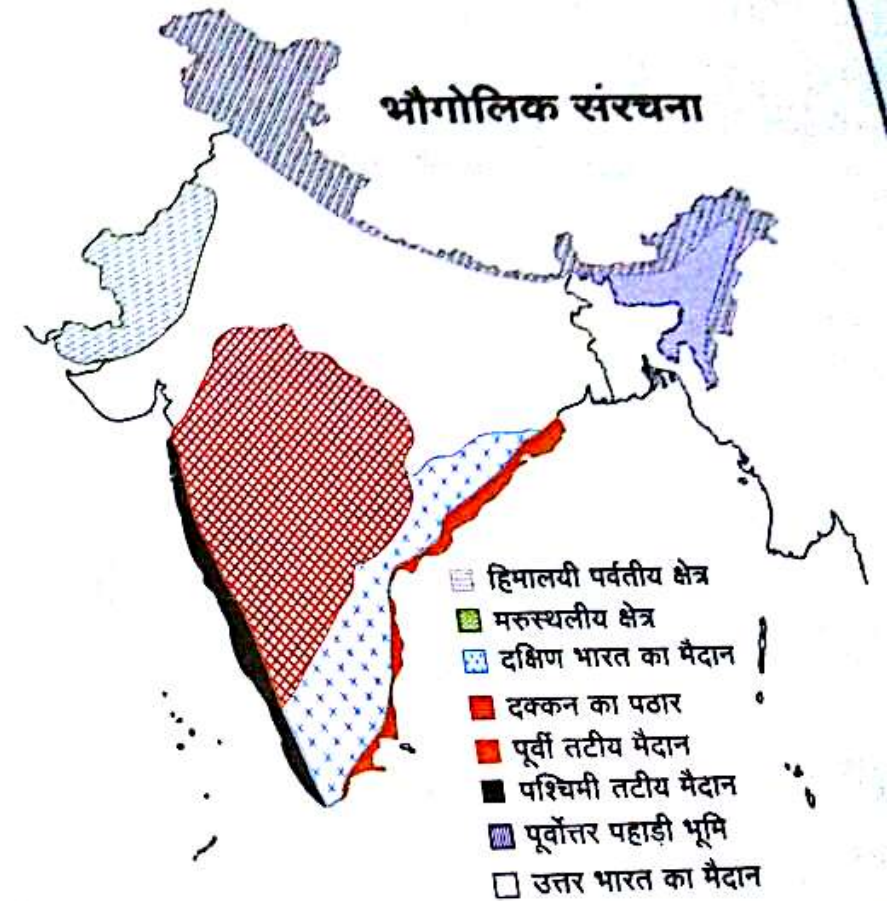 भौगोलिक संरचना
हिमालयी पर्वतीय क्षेत्र
मरुस्थलीय क्षेत्र
दक्षिण भारत का मैदान
दक्कन का पठार
पूर्वी तटीय मैदान
पश्चिमी तटीय मैदान
पूर्वोत्तर पहाड़ी भूमि
उत्तर भारत का मैदान